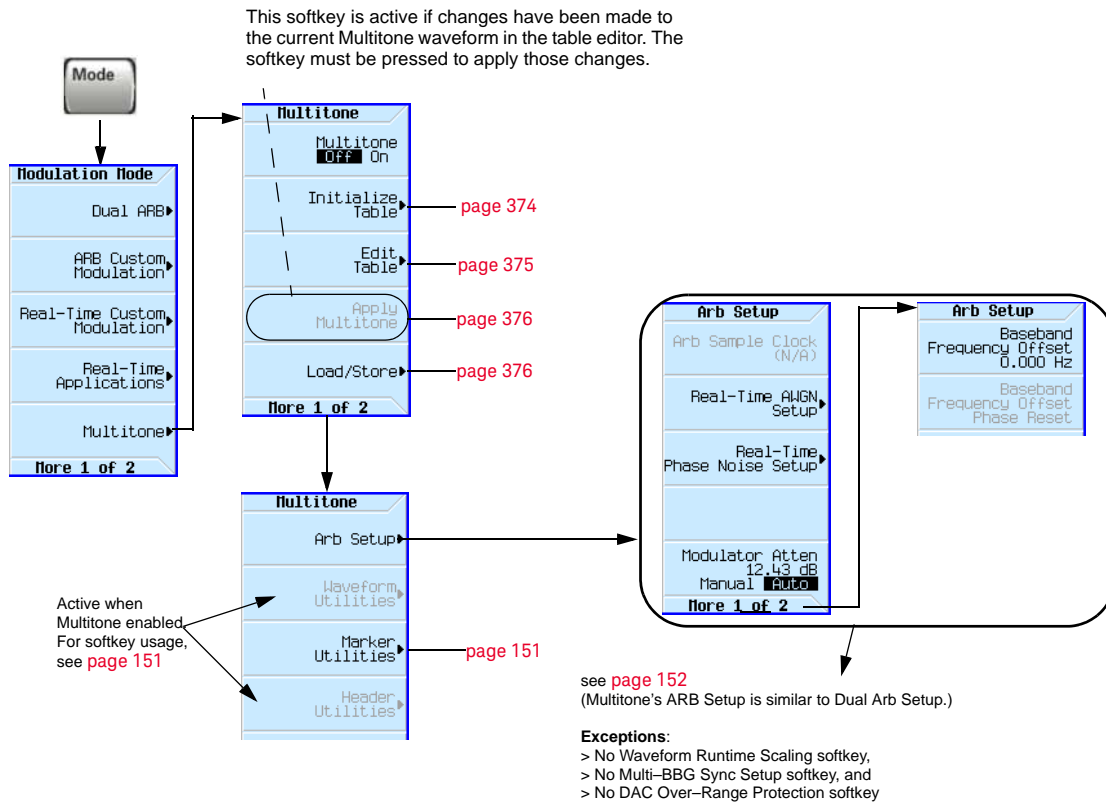 This softkey is active if changes have been made to
the current Multitone waveform in the table editor. The
softkey must be pressed to apply those changes.
Mode
Modulation Mode
Dual ARB
ARB Custom
Modulation
Real-Time Custom
Modulation
Real-Time
Applications
Multitone
More 1 of 2
Multitone
Multitone
Off On
Initialize
Table
page 374
Edit
Table
page 375
Apply
Multitone
page 376
Load/Store
page 376
More 1 of 2
Multitone
Arb Setup
Waveform
Utilities
Marker
Utilities
page 151
Header
Utilities
Active when
Multitone enabled.
For softkey usage,
see page 151
Arb Setup
Arb Sample Clock
(N/A)
Real-Time AWGN
Setup
Real-Time
Phase Noise Setup
Modulator Atten
12.43 dB
Manual Auto
More 1 of 2
Arb Setup
Baseband
Frequency Offset
0.000 Hz
Baseband
Frequency Offset
Phase Reset
see page 152
(Multitone's ARB Setup is similar to Dual Arb Setup.)
Exceptions:
> No Waveform Runtime Scaling softkey,
> No Multi–BBG Sync Setup softkey, and
> No DAC Over–Range Protection softkey